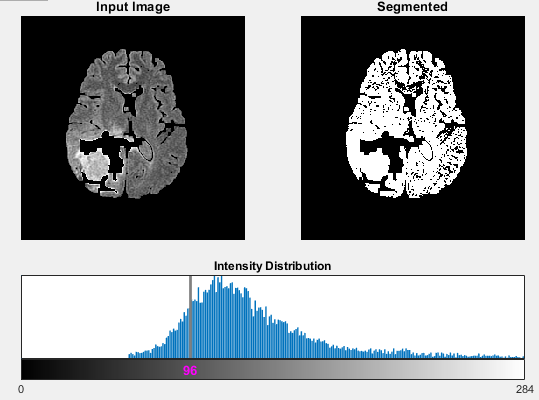 Input Image
Segmented
Intensity Distribution
96
0
284